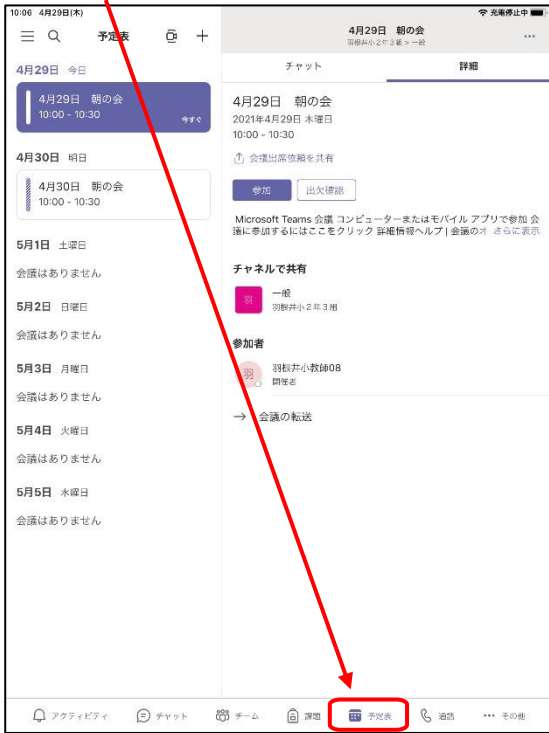 10:06 4月29日(木)
充電停止中
予定表
4月29日 今日
4月29日 朝の会
10:00 - 10:30
今すぐ
4月30日 明日
4月30日 朝の会
10:00 - 10:30
5月1日 土曜日
会議はありません
5月2日 日曜日
会議はありません
5月3日 月曜日
会議はありません
5月4日 火曜日
会議はありません
5月5日 水曜日
会議はありません
4月29日 朝の会
羽根井小2年3組 > 一般
チャット 詳細
4月29日 朝の会
2021年4月29日 木曜日
10:00 - 10:30
会議出席依頼を共有
参加 出欠確認
Microsoft Teams 会議 コンピューターまたはモバイル アプリで参加 会
議に参加するにはここをクリック 詳細情報ヘルプ | 会議のオ さらに表示
チャネルで共有
羽
一般
羽根井小2年3組
参加者
羽
羽根井小教師08
開催者
会議の転送
アクティビティ チャット チーム 課題 予定表 通話 その他